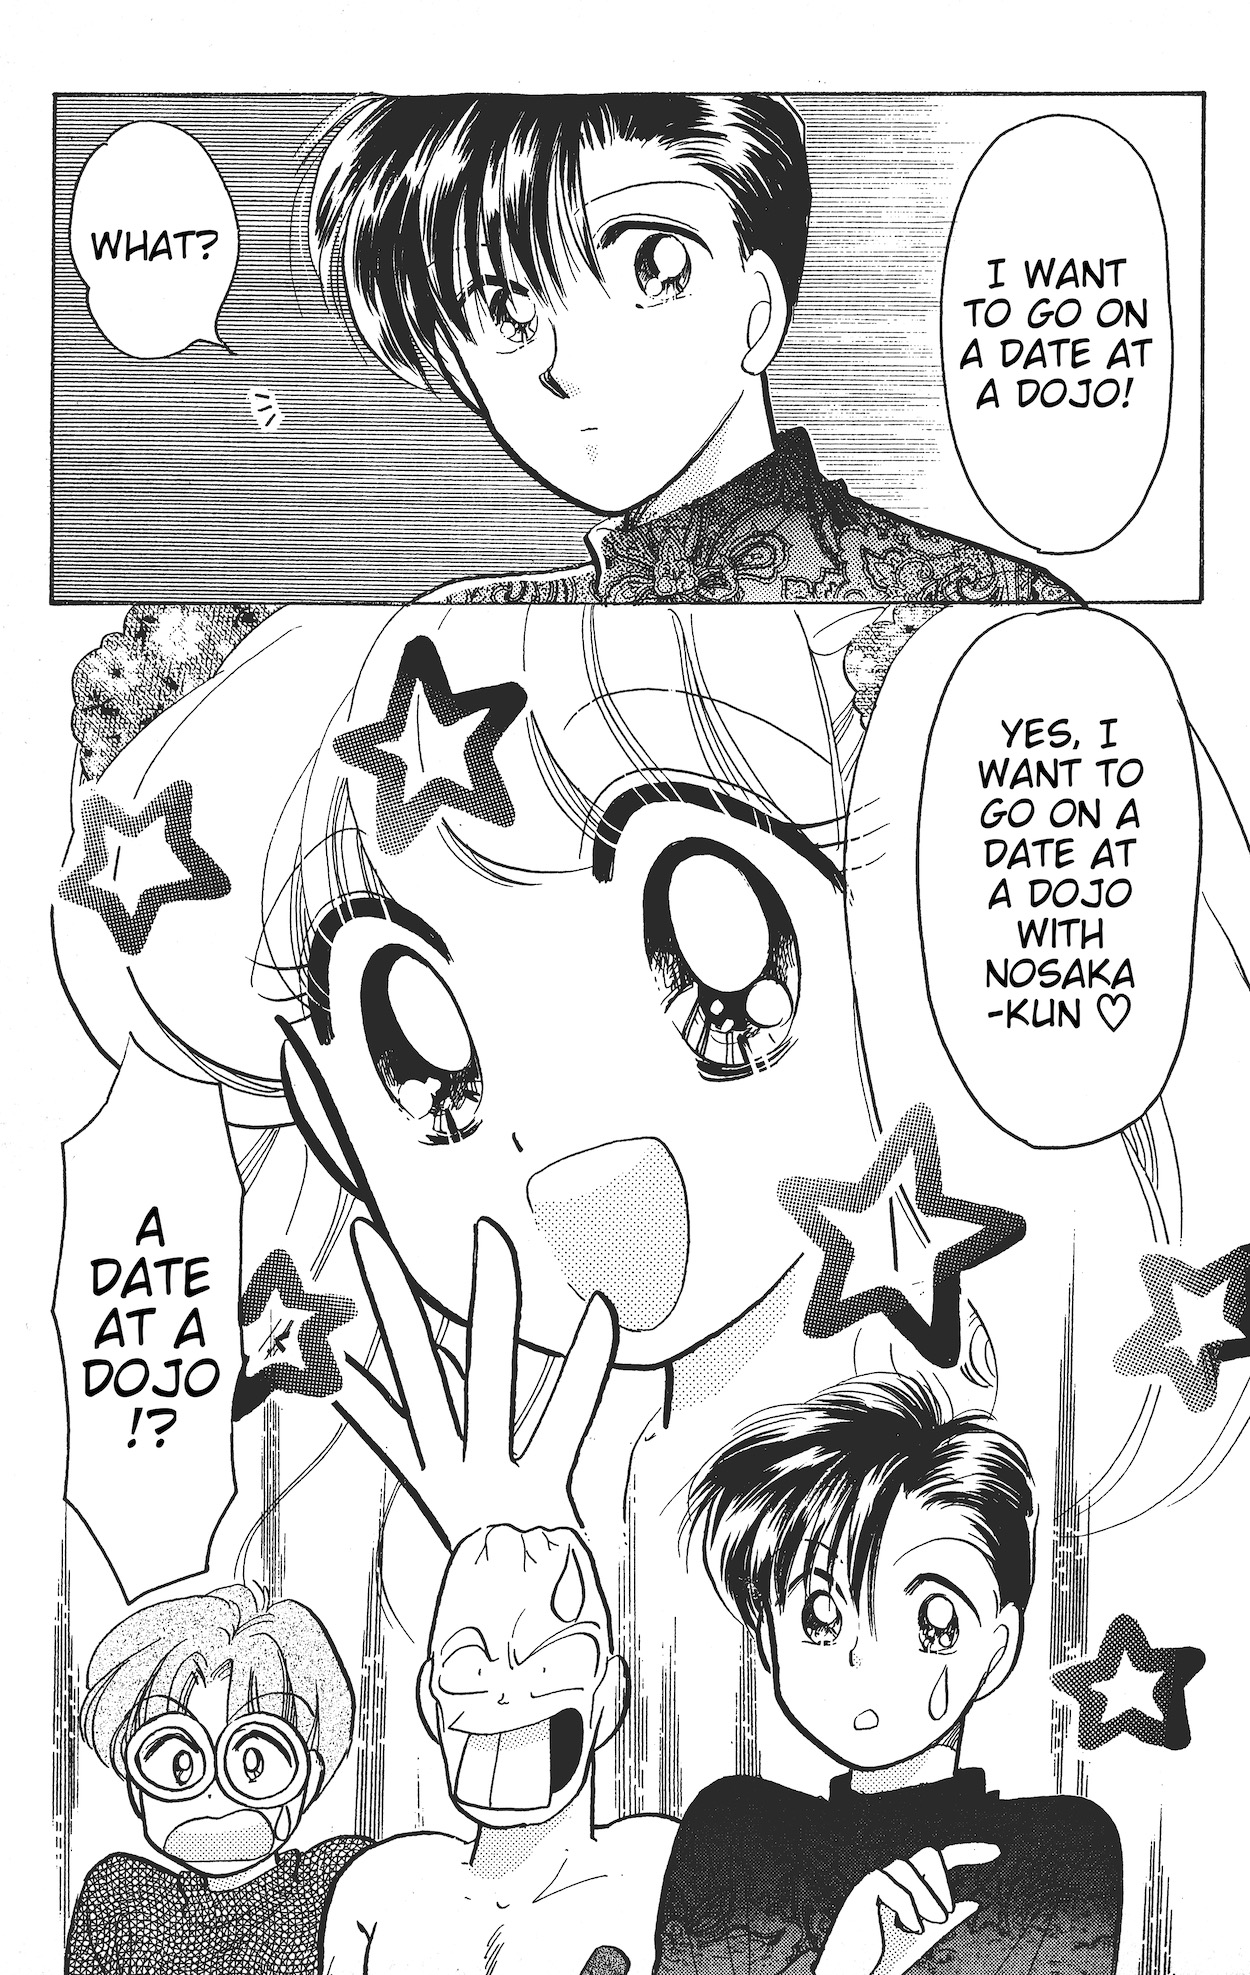 I WANT
TO GO ON
A DATE AT
A DOJO!
WHAT?
YES, I
WANT TO
GO ON A
DATE AT
A DOJO
WITH
NOSAKA
-KUN ♡
A
DATE
AT A
DOJO
!?